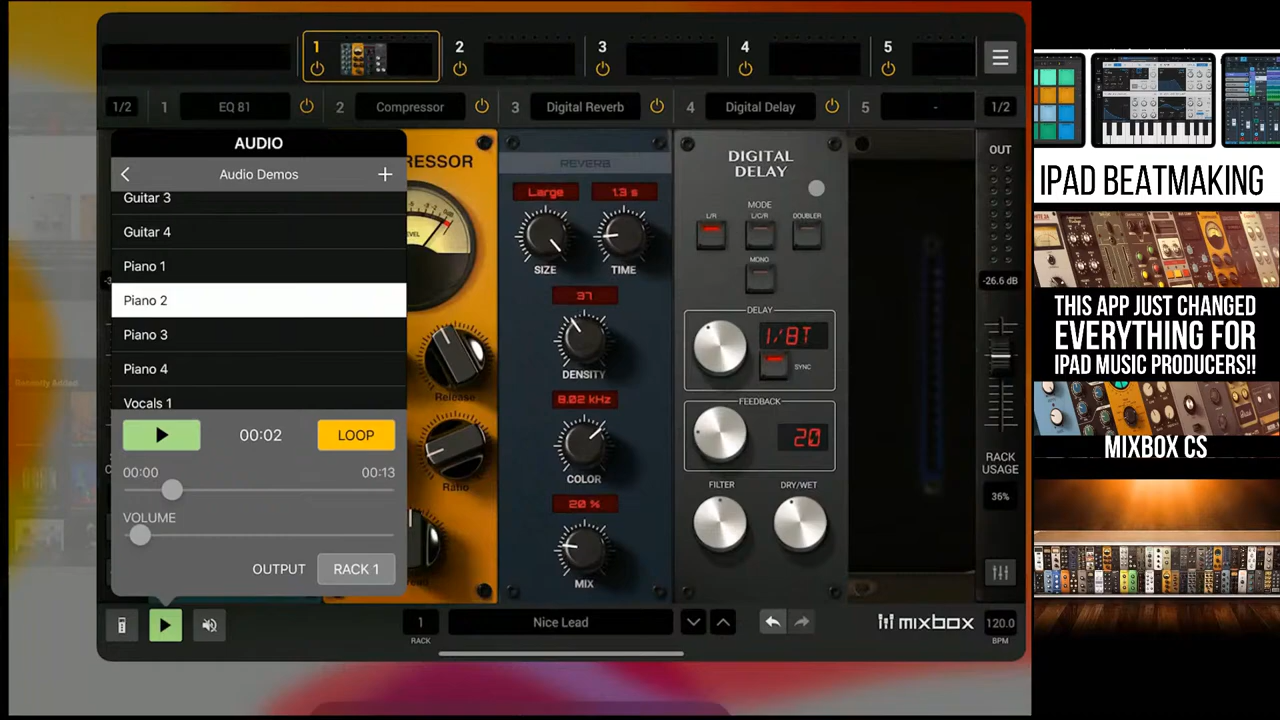 1
2
3
4
5
1/2
1
EQ 81
2
Compressor
3
Digital Reverb
4
Digital Delay
5
-
1/2
AUDIO
Audio Demos
Guitar 3
Guitar 4
Piano 1
Piano 2
Piano 3
Piano 4
Vocals 1
00:02
LOOP
00:00
00:13
VOLUME
OUTPUT
RACK 1
RESSOR
LEVEL
Release
Ratio
REVERB
Large
1.3 s
SIZE
TIME
37
DENSITY
8.02 kHz
COLOR
20 %
MIX
DIGITAL
DELAY
MODE
L/R
L/C/R
DOUBLER
MONO
DELAY
1/8T
SYNC
FEEDBACK
20
FILTER
DRY/WET
OUT
-26.6 dB
RACK
USAGE
36%
1
RACK
Nice Lead
mixbox
120.0
BPM
IPAD BEATMAKING
THIS APP JUST CHANGED
EVERYTHING FOR
IPAD MUSIC PRODUCERS!!
MIXBOX CS
Recently Added